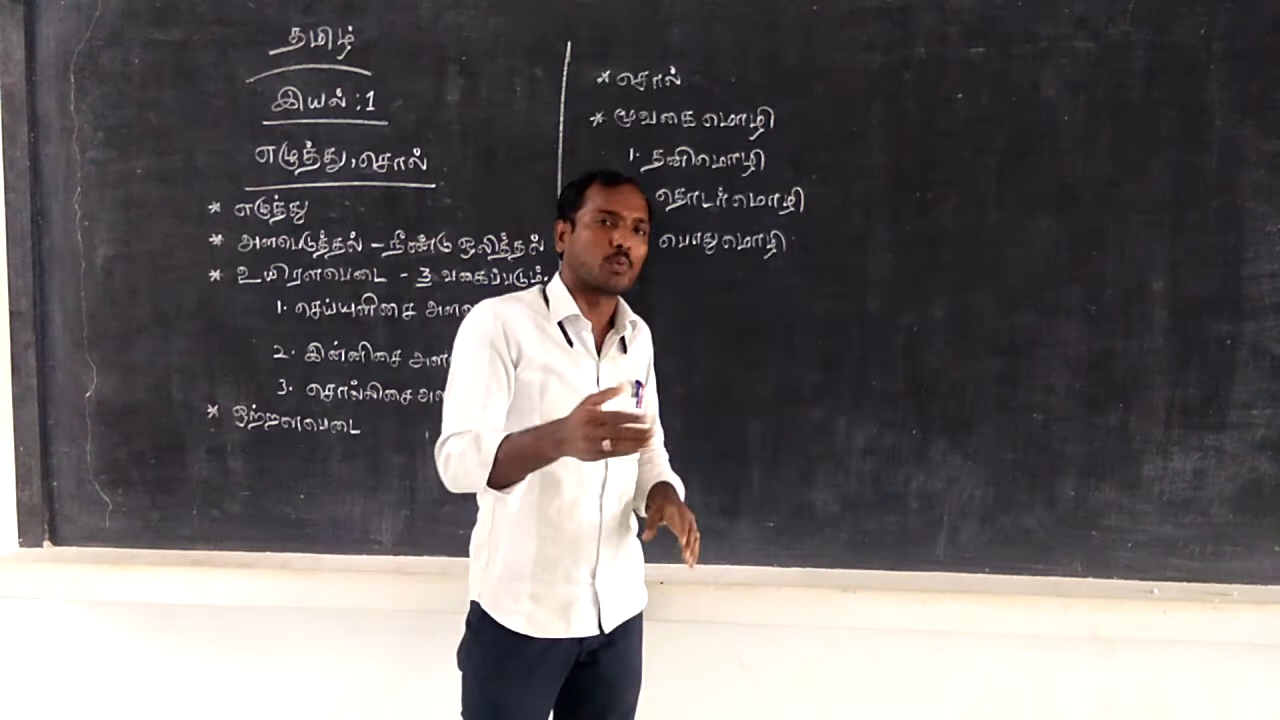 தமிழ்
இயல் : 1
எழுத்து, சொல்
* எழுத்து
* அளபெடுத்தல் - நீண்டு ஒலித்தல்
* உயிரளபெடை - 3 வகைப்படும்.
1. செய்யுளிசை
2. இன்னிசை
3. சொல்லிசை
* ஒற்றளபெடை
* சொல்
* மூவகை மொழி
1. தனிமொழி
தொடர்மொழி
பொதுமொழி